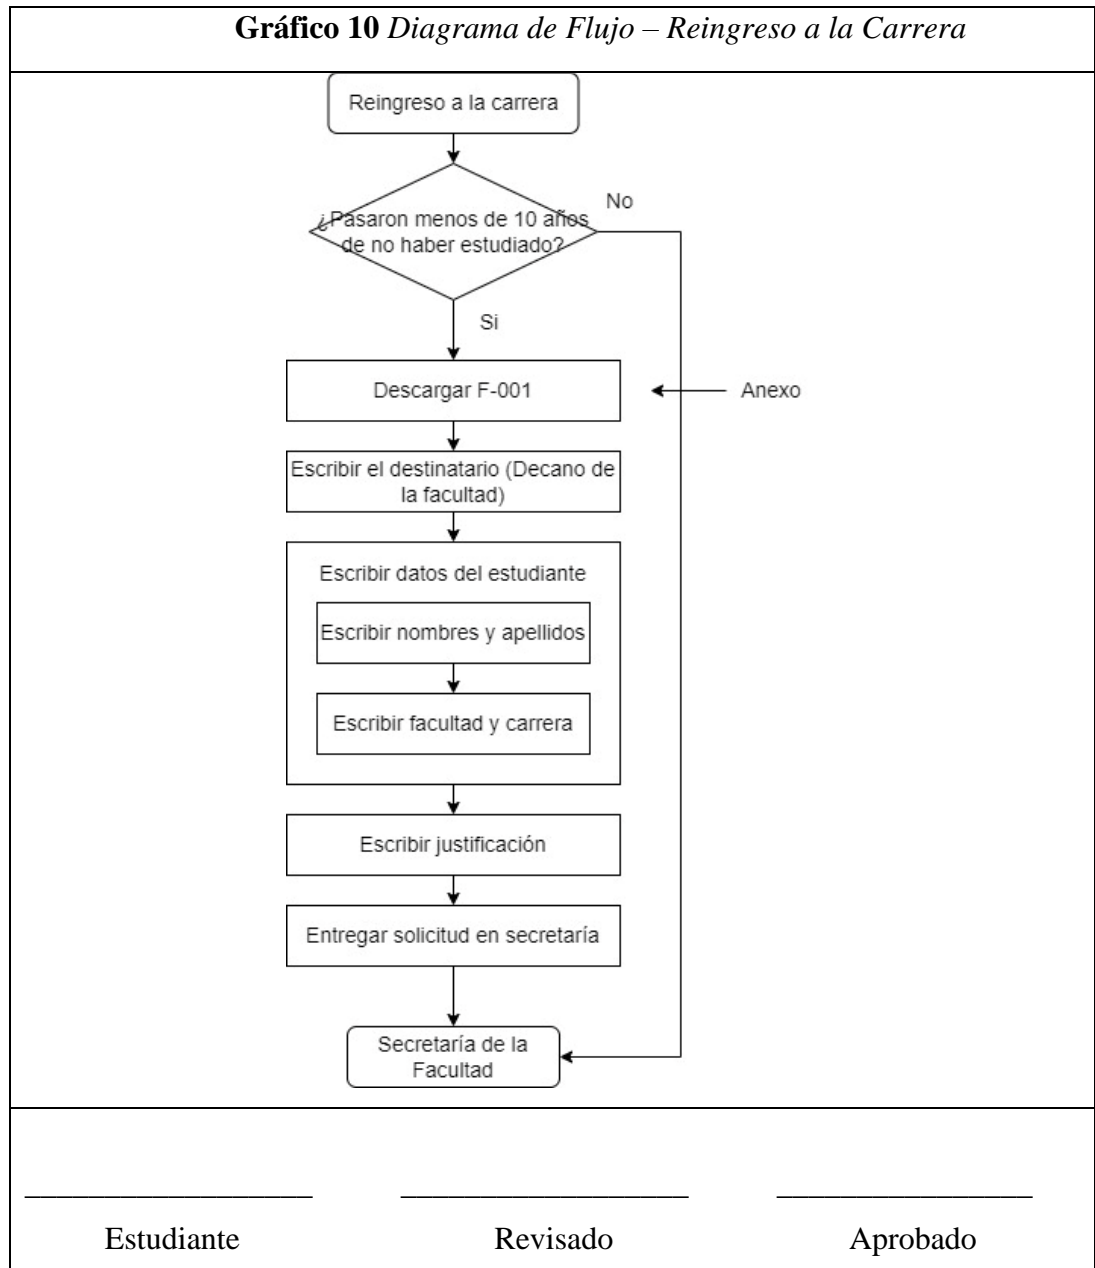 Gráfico 10 Diagrama de Flujo – Reingreso a la Carrera
Reingreso a la carrera
¿Pasaron menos de 10 años
de no haber estudiado?
No
Si
Descargar F-001
Anexo
Escribir el destinatario (Decano de
la facultad)
Escribir datos del estudiante
Escribir nombres y apellidos
Escribir facultad y carrera
Escribir justificación
Entregar solicitud en secretaría
Secretaría de la
Facultad
Estudiante
Revisado
Aprobado